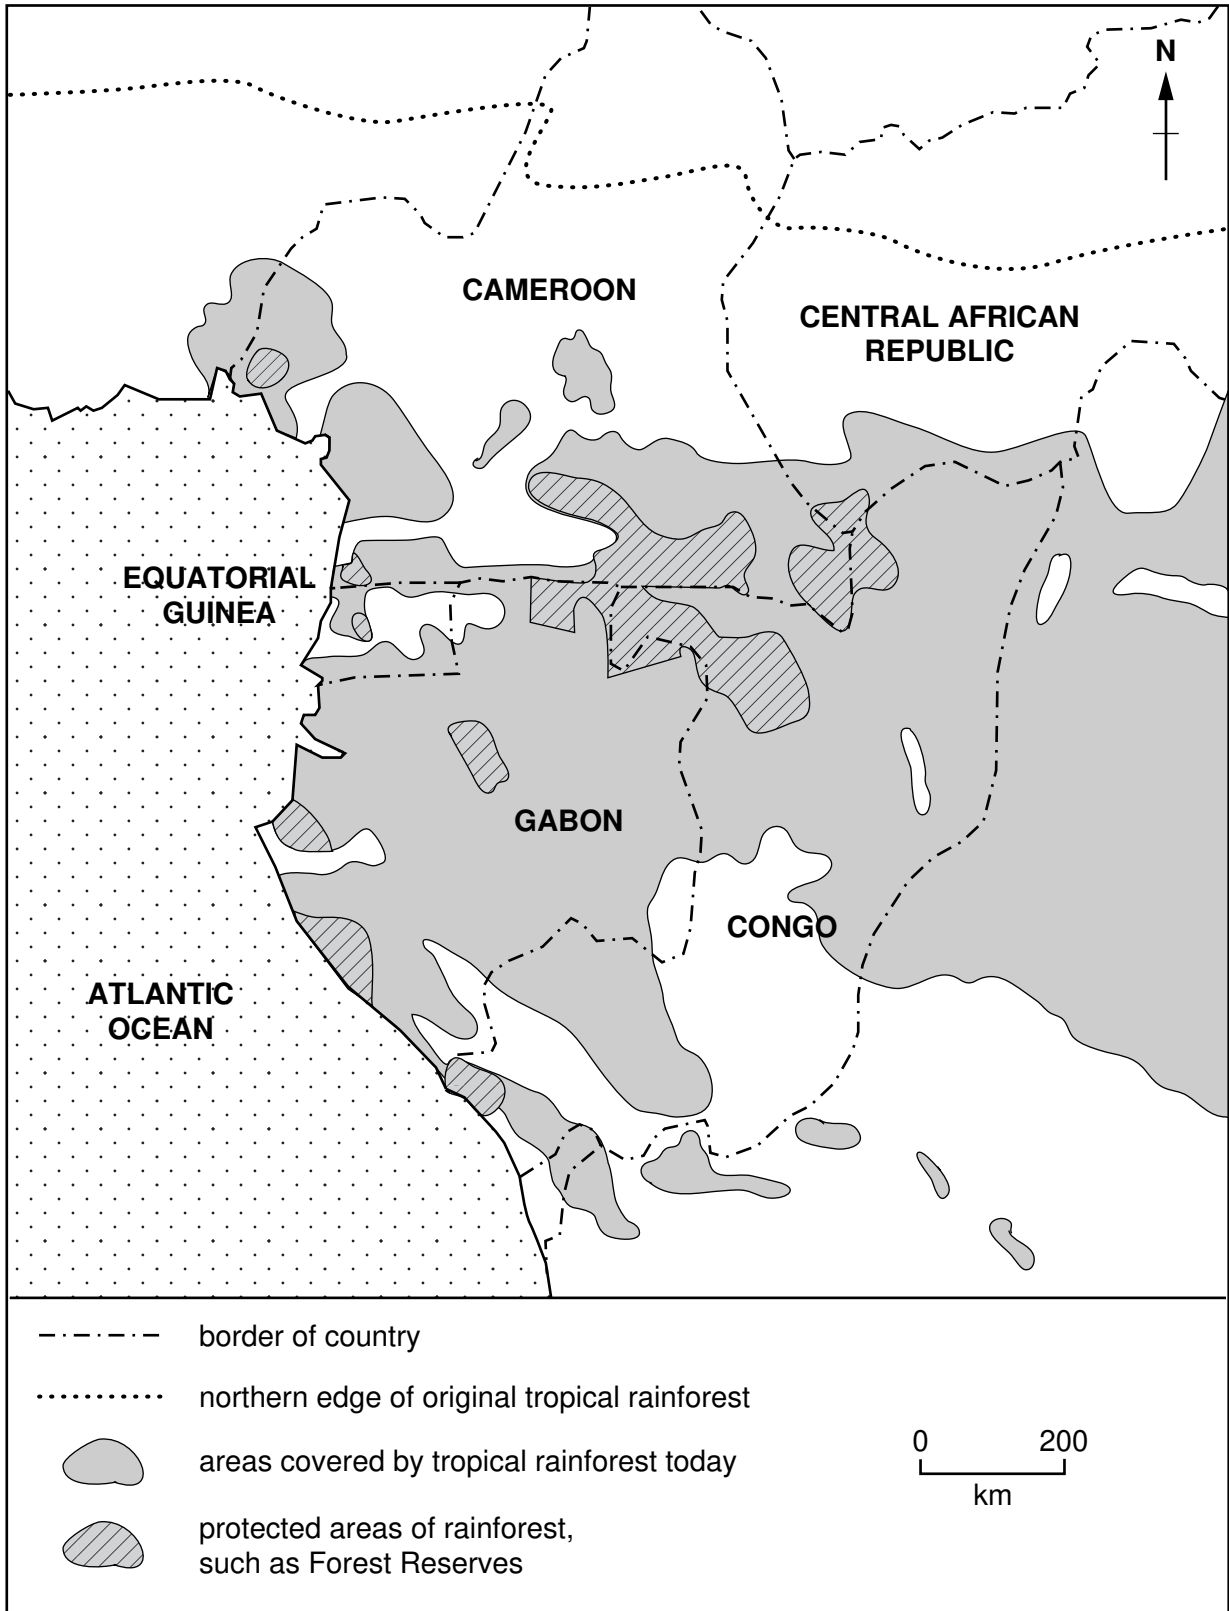 N
CAMEROON
CENTRAL AFRICAN
REPUBLIC
EQUATORIAL
GUINEA
GABON
CONGO
ATLANTIC
OCEAN
border of country
northern edge of original tropical rainforest
areas covered by tropical rainforest today
0 200
km
protected areas of rainforest,
such as Forest Reserves